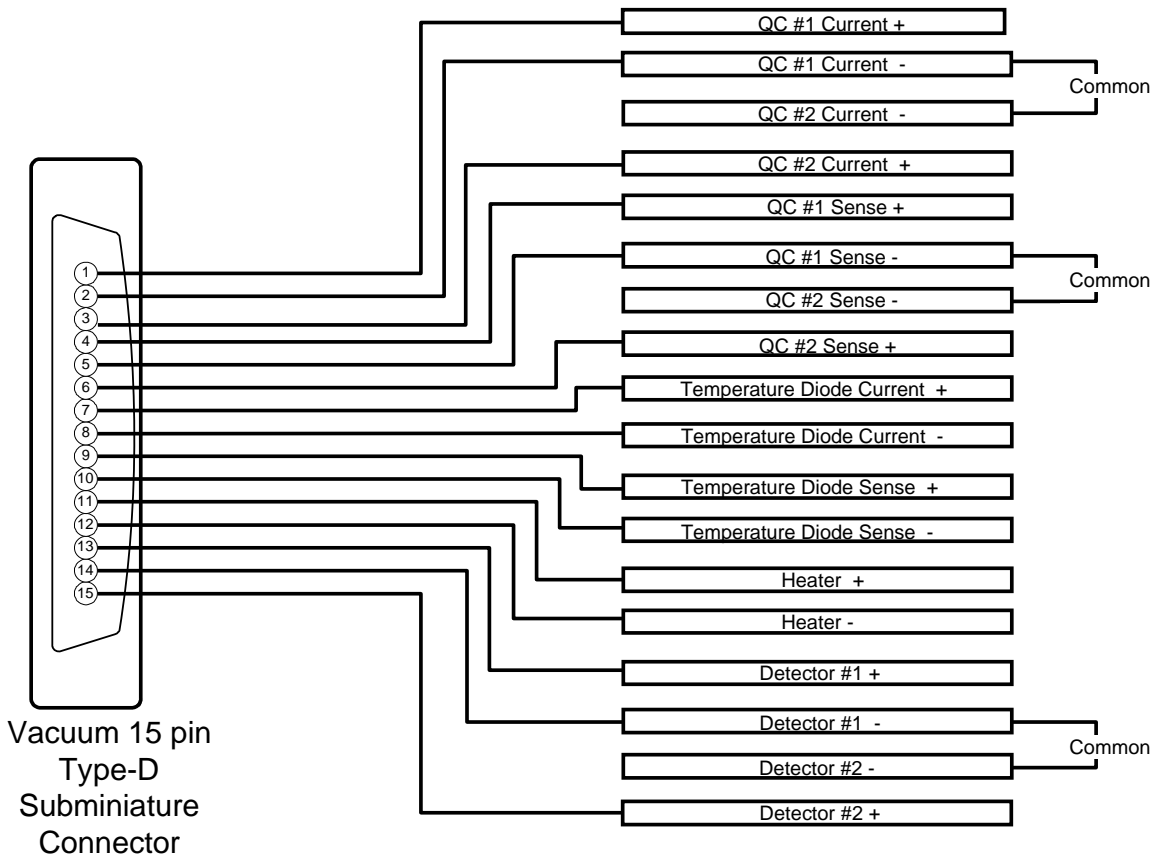 QC #1 Current +
QC #1 Current -
Common
QC #2 Current -
QC #2 Current +
QC #1 Sense +
QC #1 Sense -
Common
QC #2 Sense -
QC #2 Sense +
Temperature Diode Current +
Temperature Diode Current -
Temperature Diode Sense +
Temperature Diode Sense -
Heater +
Heater -
Detector #1 +
Detector #1 -
Common
Detector #2 -
Detector #2 +
1
2
3
4
5
6
7
8
9
10
11
12
13
14
15
Vacuum 15 pin
Type-D
Subminiature
Connector